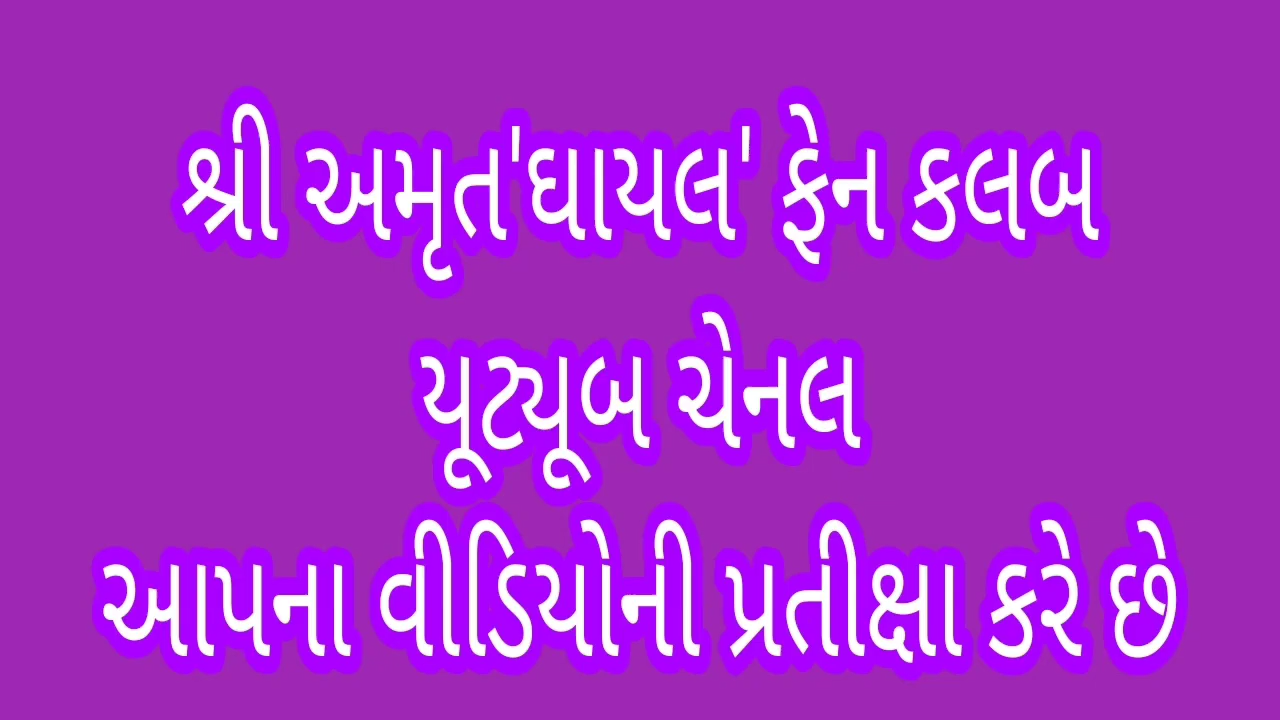 શ્રી અમૃત'ઘાયલ' ફેન કલબ
યૂટ્યૂબ ચેનલ
આપના વીડિયોની પ્રતીક્ષા કરે છે